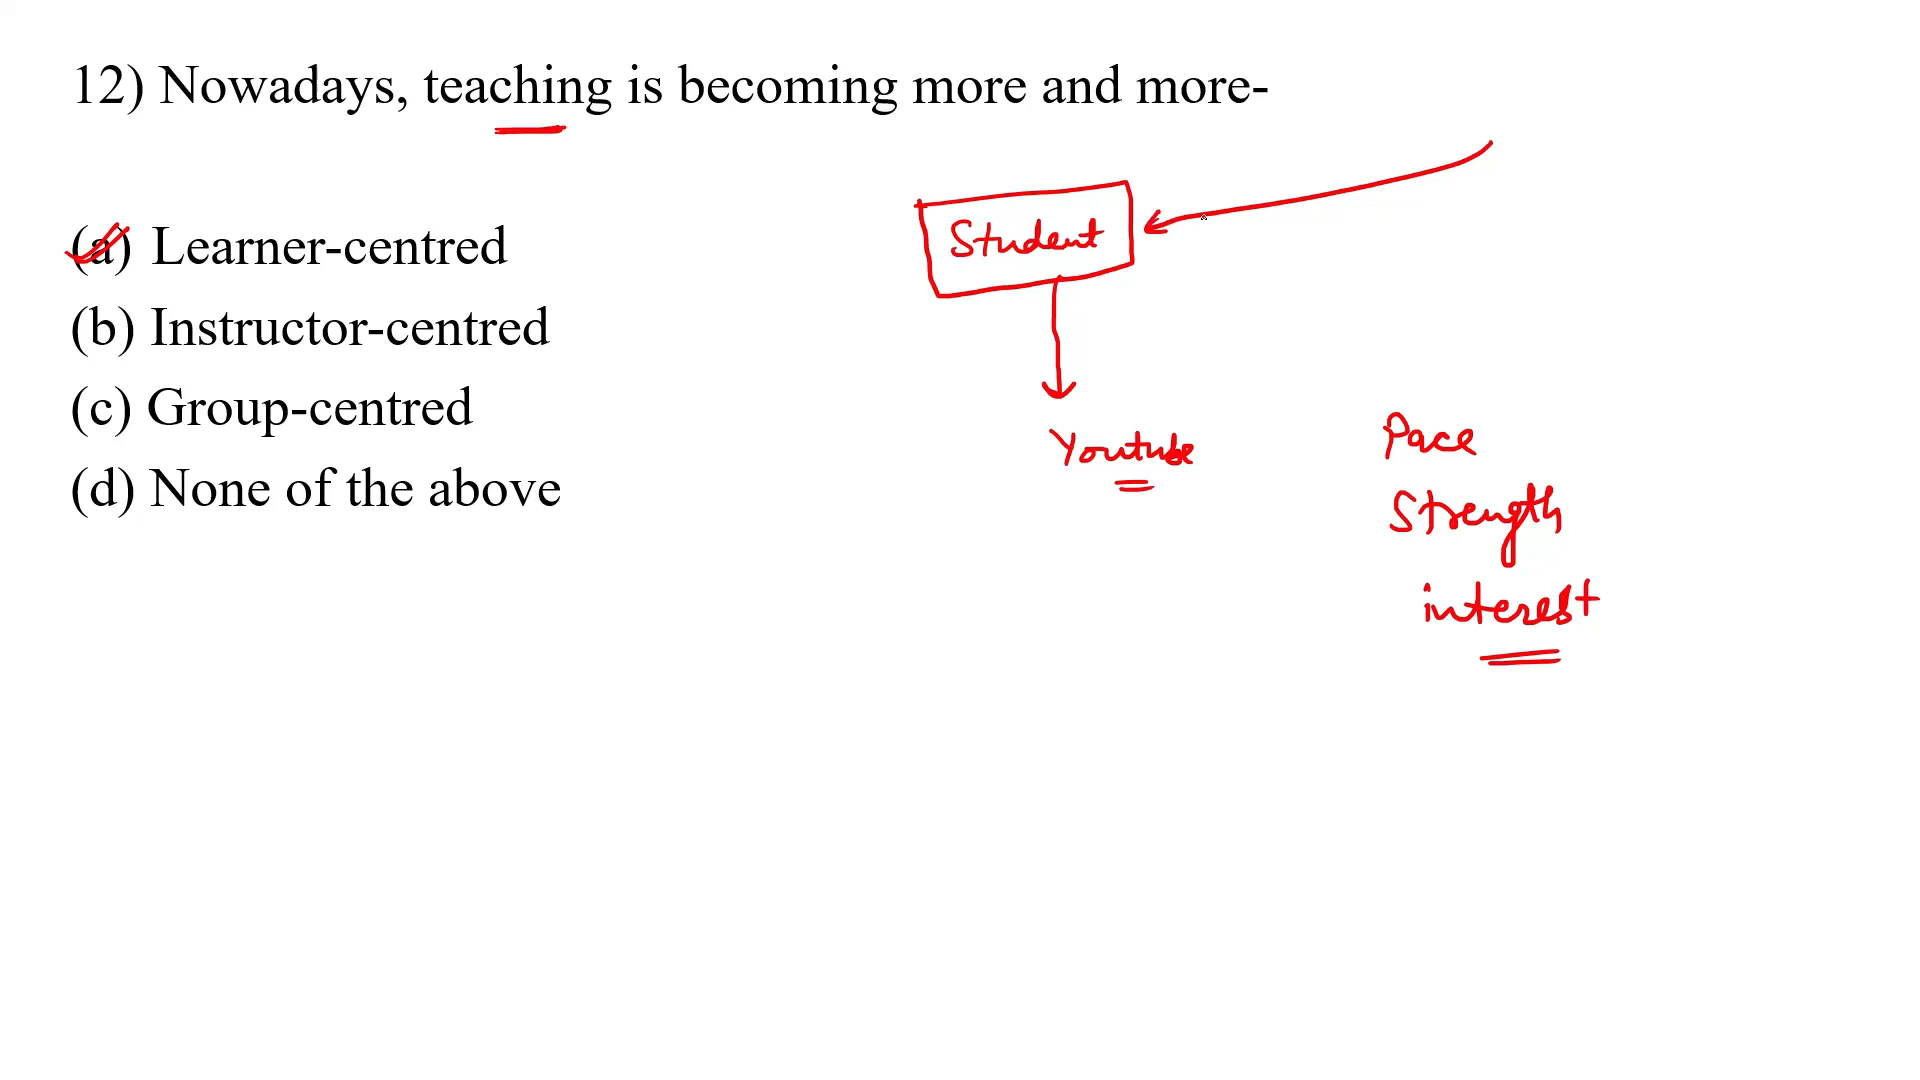 12) Nowadays, teaching is becoming more and more-
(a) Learner-centred
(b) Instructor-centred
(c) Group-centred
(d) None of the above
Student
Youtube
Pace
Strength
interest